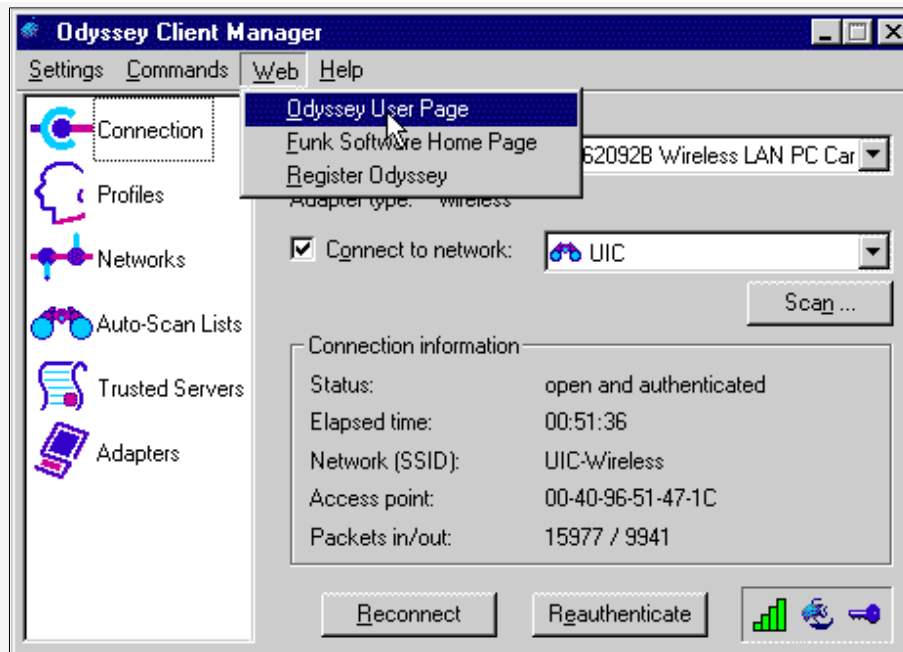 Odyssey Client Manager
Settings Commands Web Help
Odyssey User Page
Funk Software Home Page
Register Odyssey
Connection
Profiles
Networks
Auto-Scan Lists
Trusted Servers
Adapters
62092B Wireless LAN PC Car
Adapter type: wireless
Connect to network: UIC
Scan ...
Connection information
Status: open and authenticated
Elapsed time: 00:51:36
Network (SSID): UIC-Wireless
Access point: 00-40-96-51-47-1C
Packets in/out: 15977 / 9941
Reconnect Reauthenticate